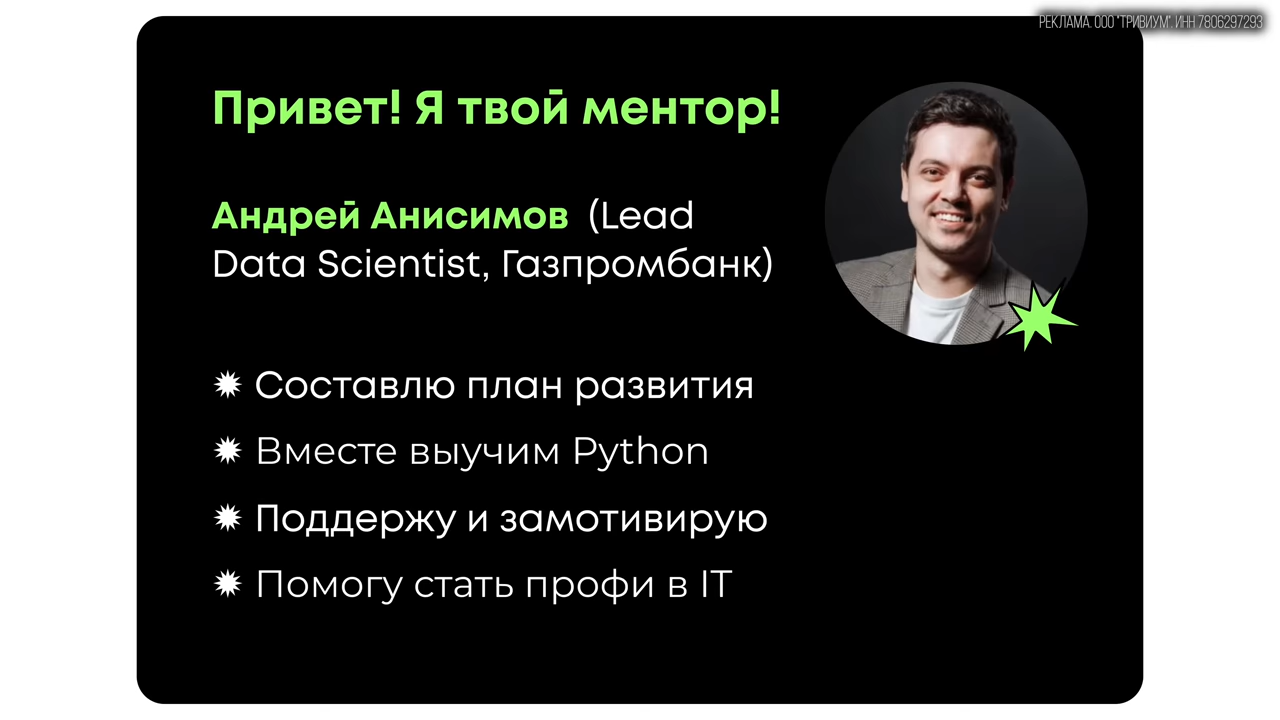 РЕКЛАМА. ООО "ТРИВИУМ". ИНН 7806297293
Привет! Я твой ментор!
Андрей Анисимов (Lead
Data Scientist, Газпромбанк)
Составлю план развития
Вместе выучим Python
Поддержу и замотивирую
Помогу стать профи в IT